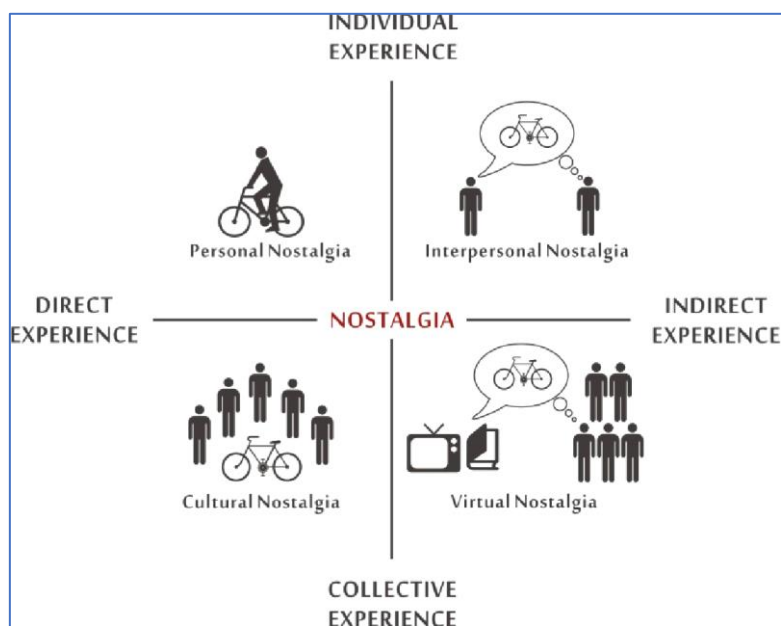 INDIVIDUAL
EXPERIENCE
Personal Nostalgia
Interpersonal Nostalgia
DIRECT
EXPERIENCE
NOSTALGIA
INDIRECT
EXPERIENCE
Cultural Nostalgia
Virtual Nostalgia
COLLECTIVE
EXPERIENCE